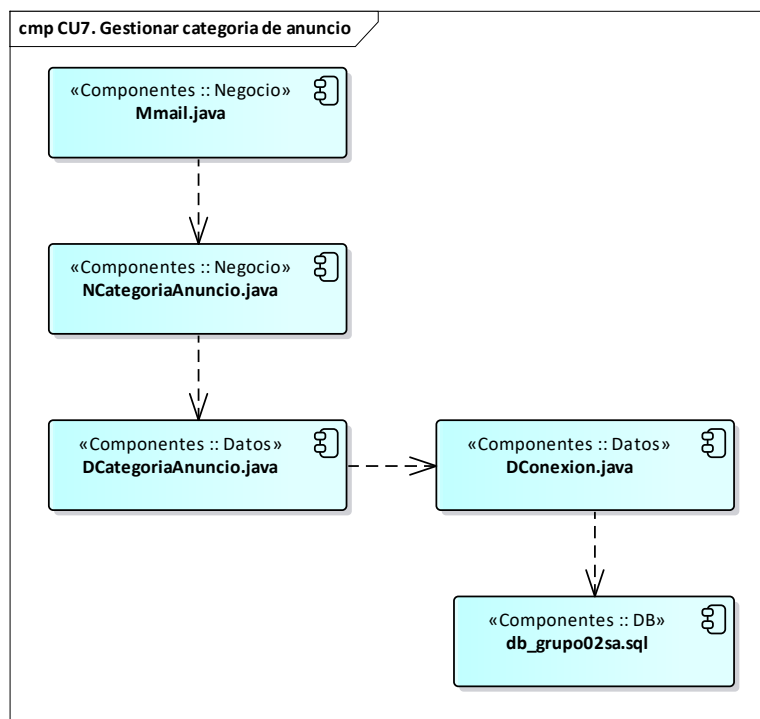 cmp CU7. Gestionar categoria de anuncio
«Componentes :: Negocio»
Mmail.java
«Componentes :: Negocio»
NCategoriaAnuncio.java
«Componentes :: Datos»
DCategoriaAnuncio.java
«Componentes :: Datos»
DConexion.java
«Componentes :: DB»
db_grupo02sa.sql